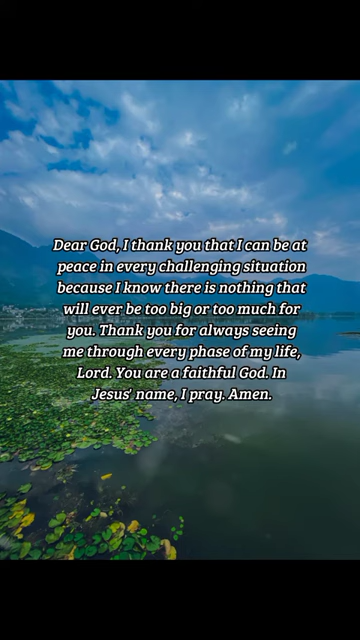 Dear God, I thank you that I can be at
peace in every challenging situation
because I know there is nothing that
will ever be too big or too much for
you. Thank you for always seeing
me through every phase of my life,
Lord. You are a faithful God. In
Jesus' name, I pray. Amen.